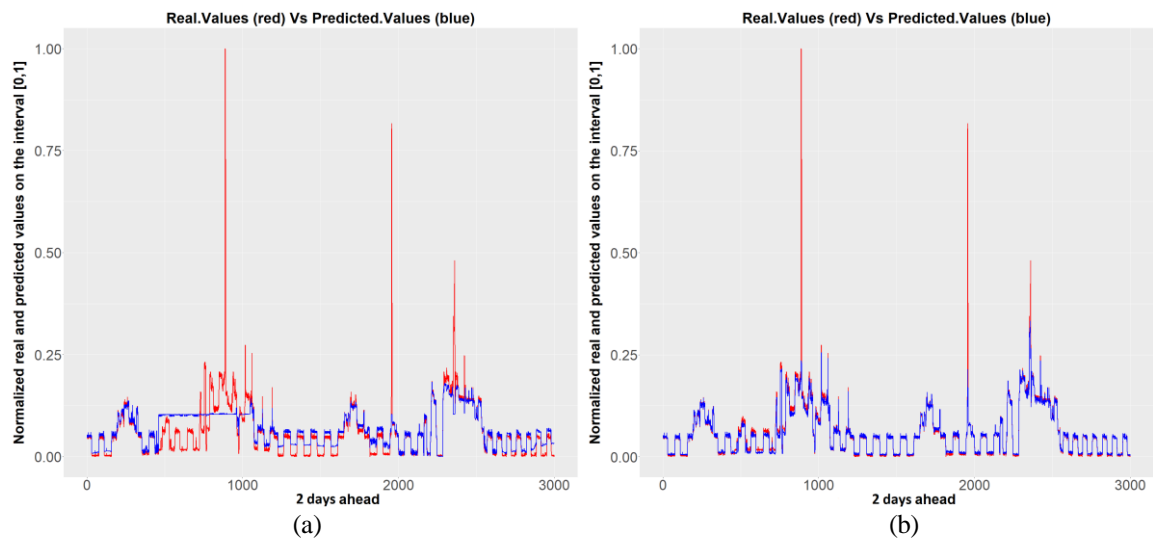 Real.Values (red) Vs Predicted.Values (blue)
Normalized real and predicted values on the interval [0,1]
1.00
0.75
0.50
0.25
0.00
0
1000
2000
3000
2 days ahead
(a)
Real.Values (red) Vs Predicted.Values (blue)
Normalized real and predicted values on the interval [0,1]
1.00
0.75
0.50
0.25
0.00
0
1000
2000
3000
2 days ahead
(b)